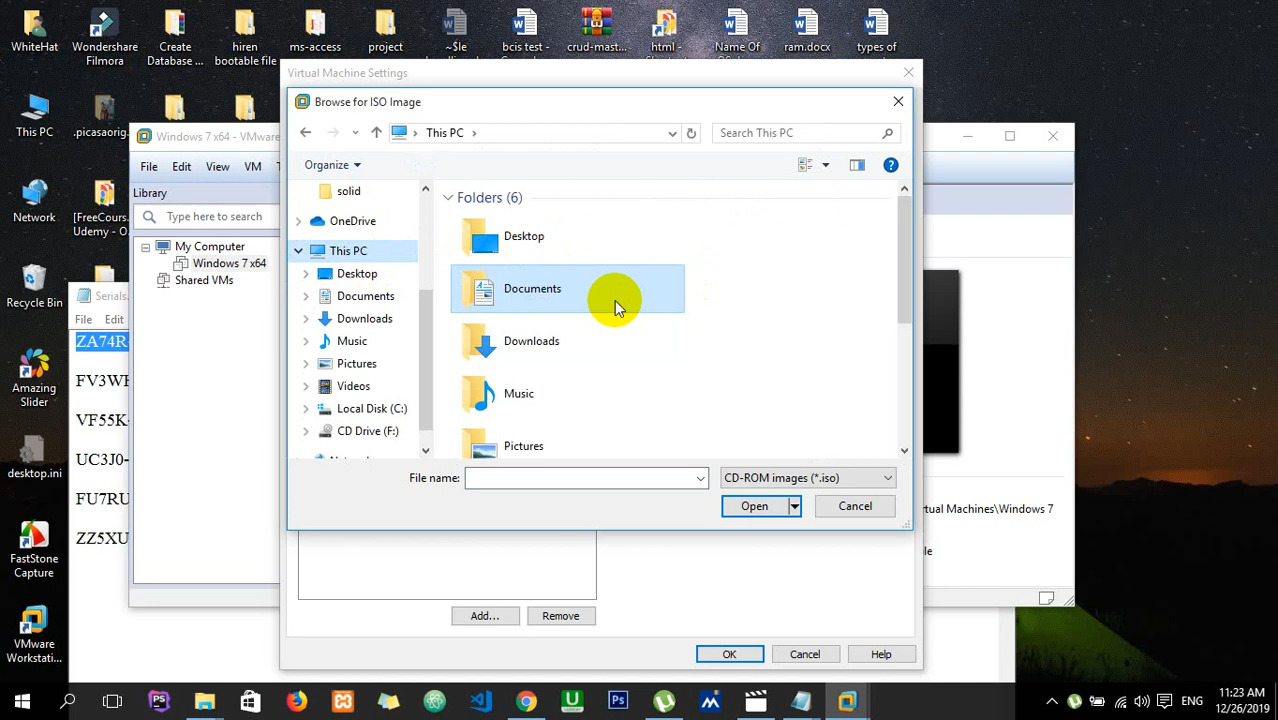 WhiteHat
Wondershare
Filmora
Create
Database ...
hiren
bootable file
ms-access
project
~$le
bcis test -
crud-mast...
html -
Name Of
ram.docx
types of
Virtual Machine Settings
Browse for ISO Image
This PC
Search This PC
Organize
solid
OneDrive
This PC
Desktop
Documents
Downloads
Music
Pictures
Videos
Local Disk (C:)
CD Drive (F:)
Folders (6)
Desktop
Documents
Downloads
Music
Pictures
File name:
CD-ROM images (*.iso)
Open
Cancel
Add...
Remove
OK
Cancel
Help
This PC
.picasaorig...
Network
[FreeCours...
Udemy - O...
Recycle Bin
Amazing
Slider
desktop.ini
FastStone
Capture
VMware
Workstati...
Windows 7 x64 - VMware
File Edit View VM
Library
Type here to search
My Computer
Windows 7 x64
Shared VMs
Serials.
File Edit
ZA74R
FV3W
VF55K-
UC3J0-
FU7RU
ZZ5XU
rtual Machines\Windows 7
le
Ps
ENG
11:23 AM
12/26/2019